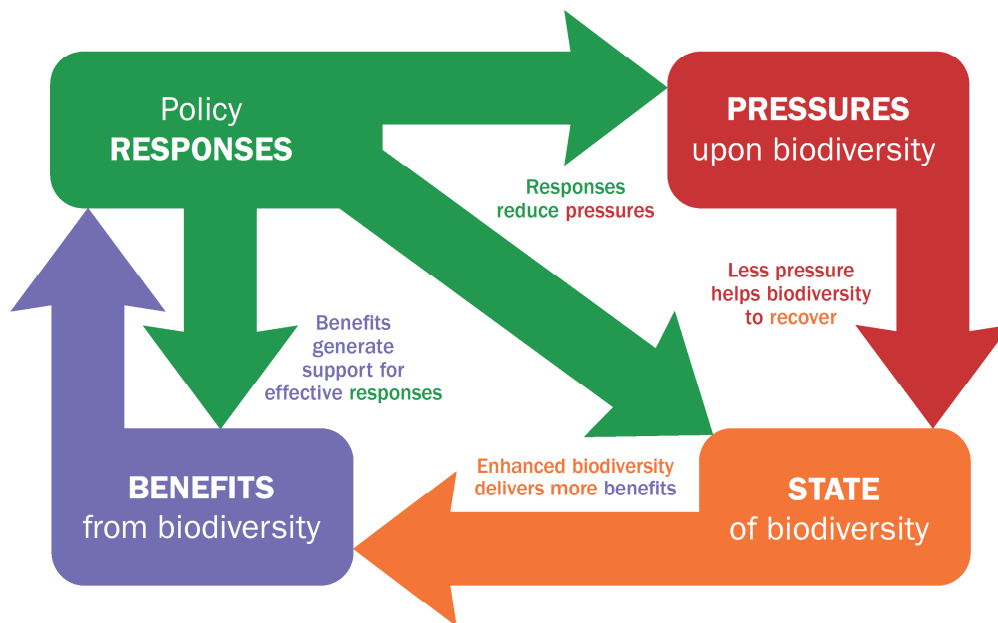 Policy
RESPONSES
PRESSURES
upon biodiversity
Responses
reduce pressures
Less pressure
helps biodiversity
to recover
Benefits
generate
support for
effective responses
Enhanced biodiversity
delivers more benefits
BENEFITS
from biodiversity
STATE
of biodiversity